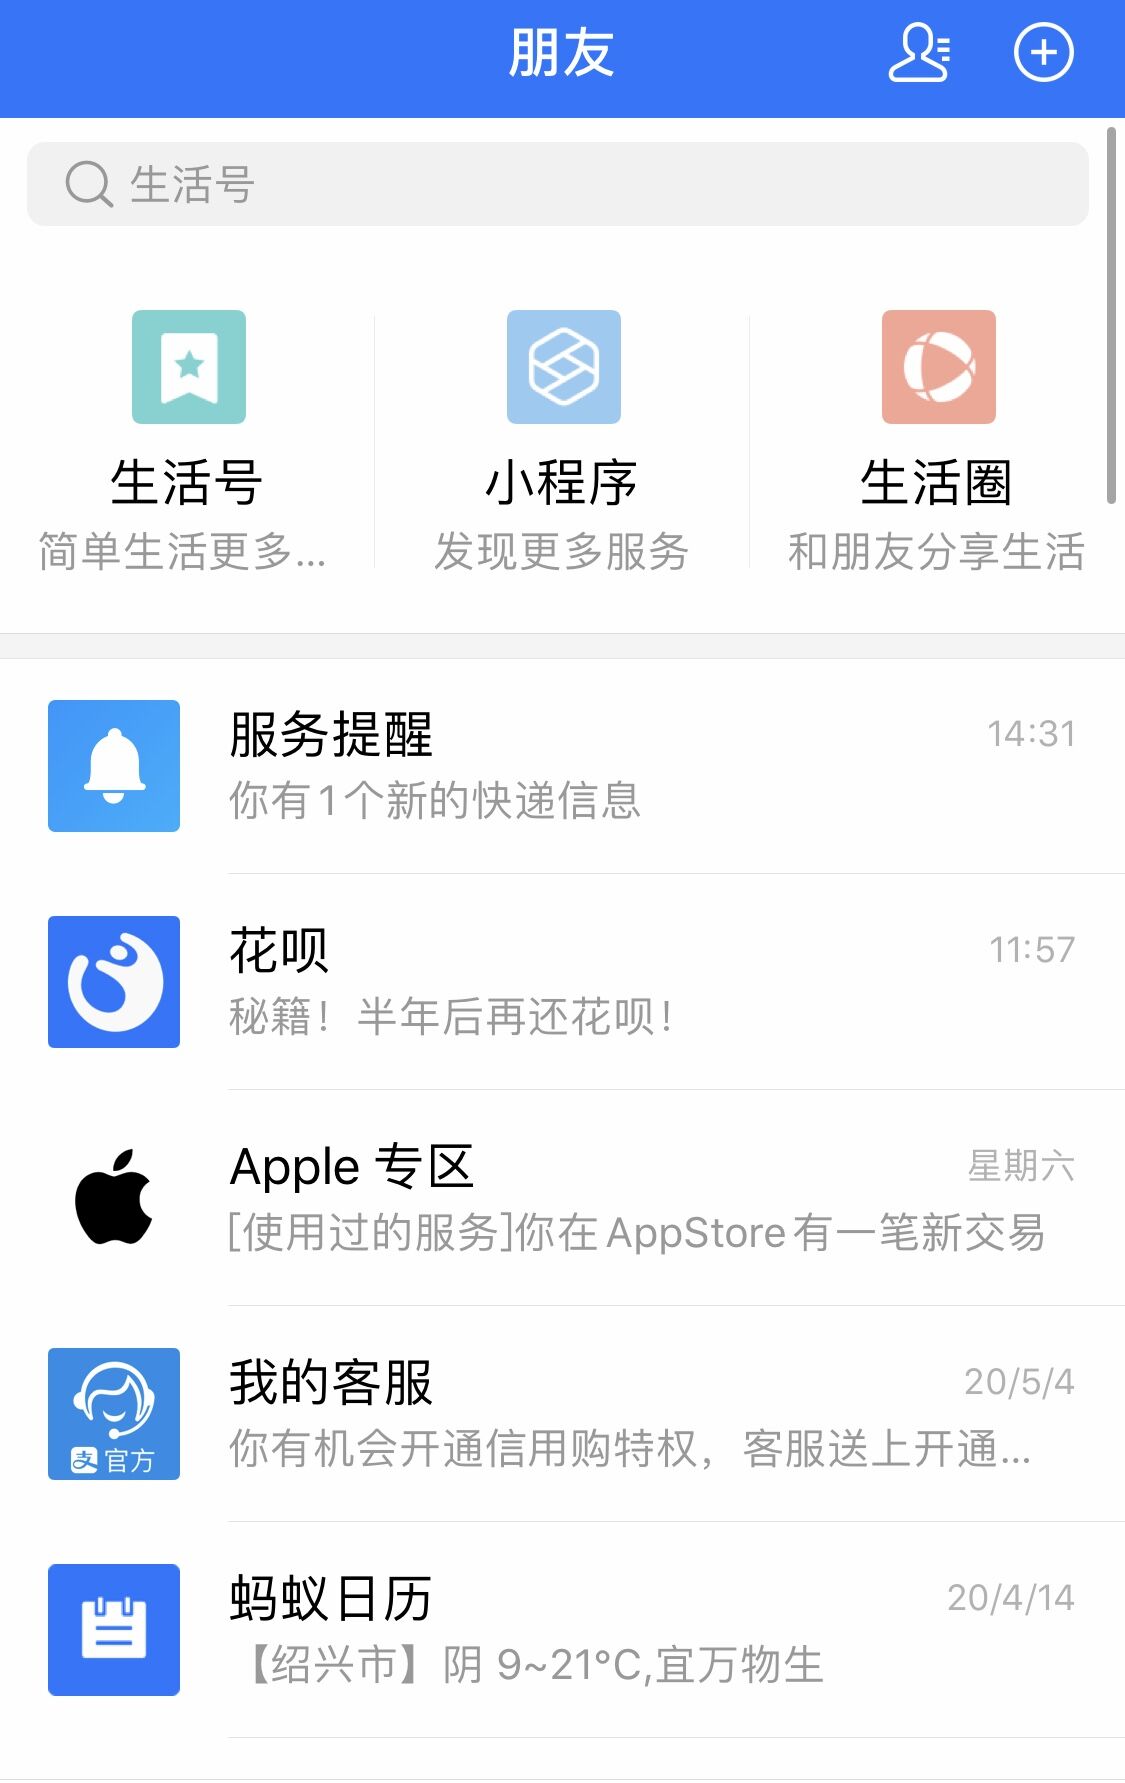 朋友
生活号
生活号
小程序
生活圈
简单生活更多...
发现更多服务
和朋友分享生活
服务提醒
14:31
你有1个新的快递信息
花呗
11:57
秘籍！半年后再还花呗！
Apple 专区
星期六
[使用过的服务]你在AppStore有一笔新交易
我的客服
20/5/4
你有机会开通信用购特权，客服送上开通...
支 官方
蚂蚁日历
20/4/14
【绍兴市】阴 9~21°C,宜万物生